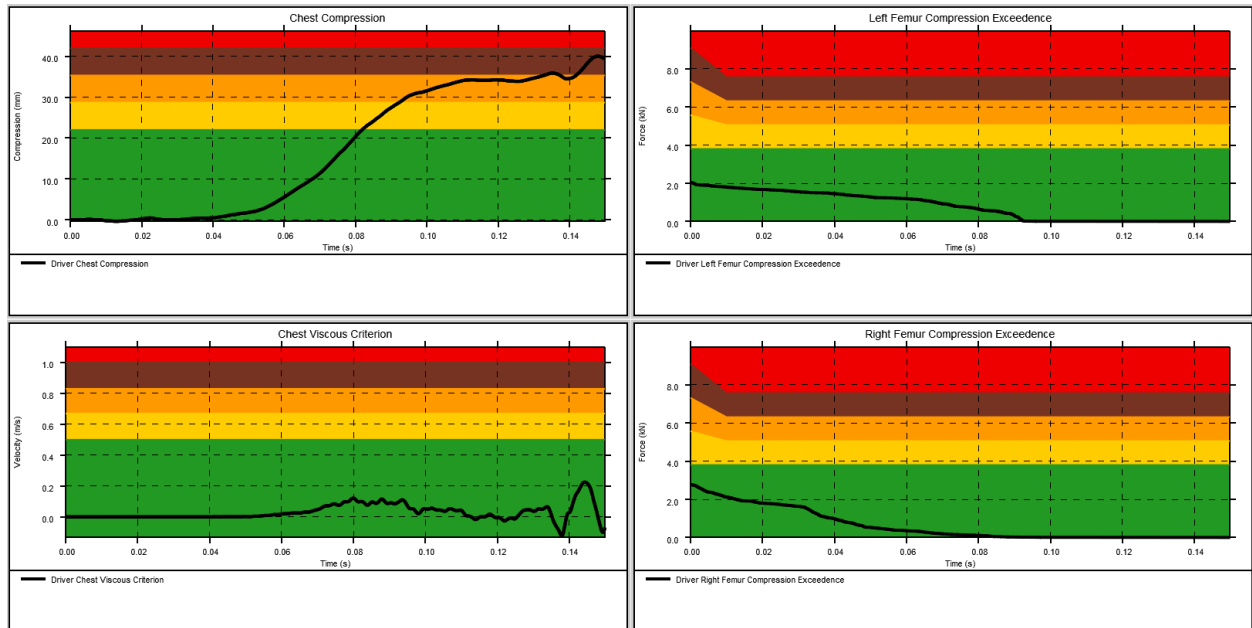 Chest Compression
Compression (mm)
40.0
30.0
20.0
10.0
0.0
0.00 0.02 0.04 0.06 0.08 0.10 0.12 0.14
Time (s)
Driver Chest Compression
Left Femur Compression Exceedence
Force (kN)
8.0
6.0
4.0
2.0
0.0
0.00 0.02 0.04 0.06 0.08 0.10 0.12 0.14
Time (s)
Driver Left Femur Compression Exceedence
Chest Viscous Criterion
Velocity (m/s)
1.0
0.8
0.6
0.4
0.2
0.0
0.00 0.02 0.04 0.06 0.08 0.10 0.12 0.14
Time (s)
Driver Chest Viscous Criterion
Right Femur Compression Exceedence
Force (kN)
8.0
6.0
4.0
2.0
0.0
0.00 0.02 0.04 0.06 0.08 0.10 0.12 0.14
Time (s)
Driver Right Femur Compression Exceedence